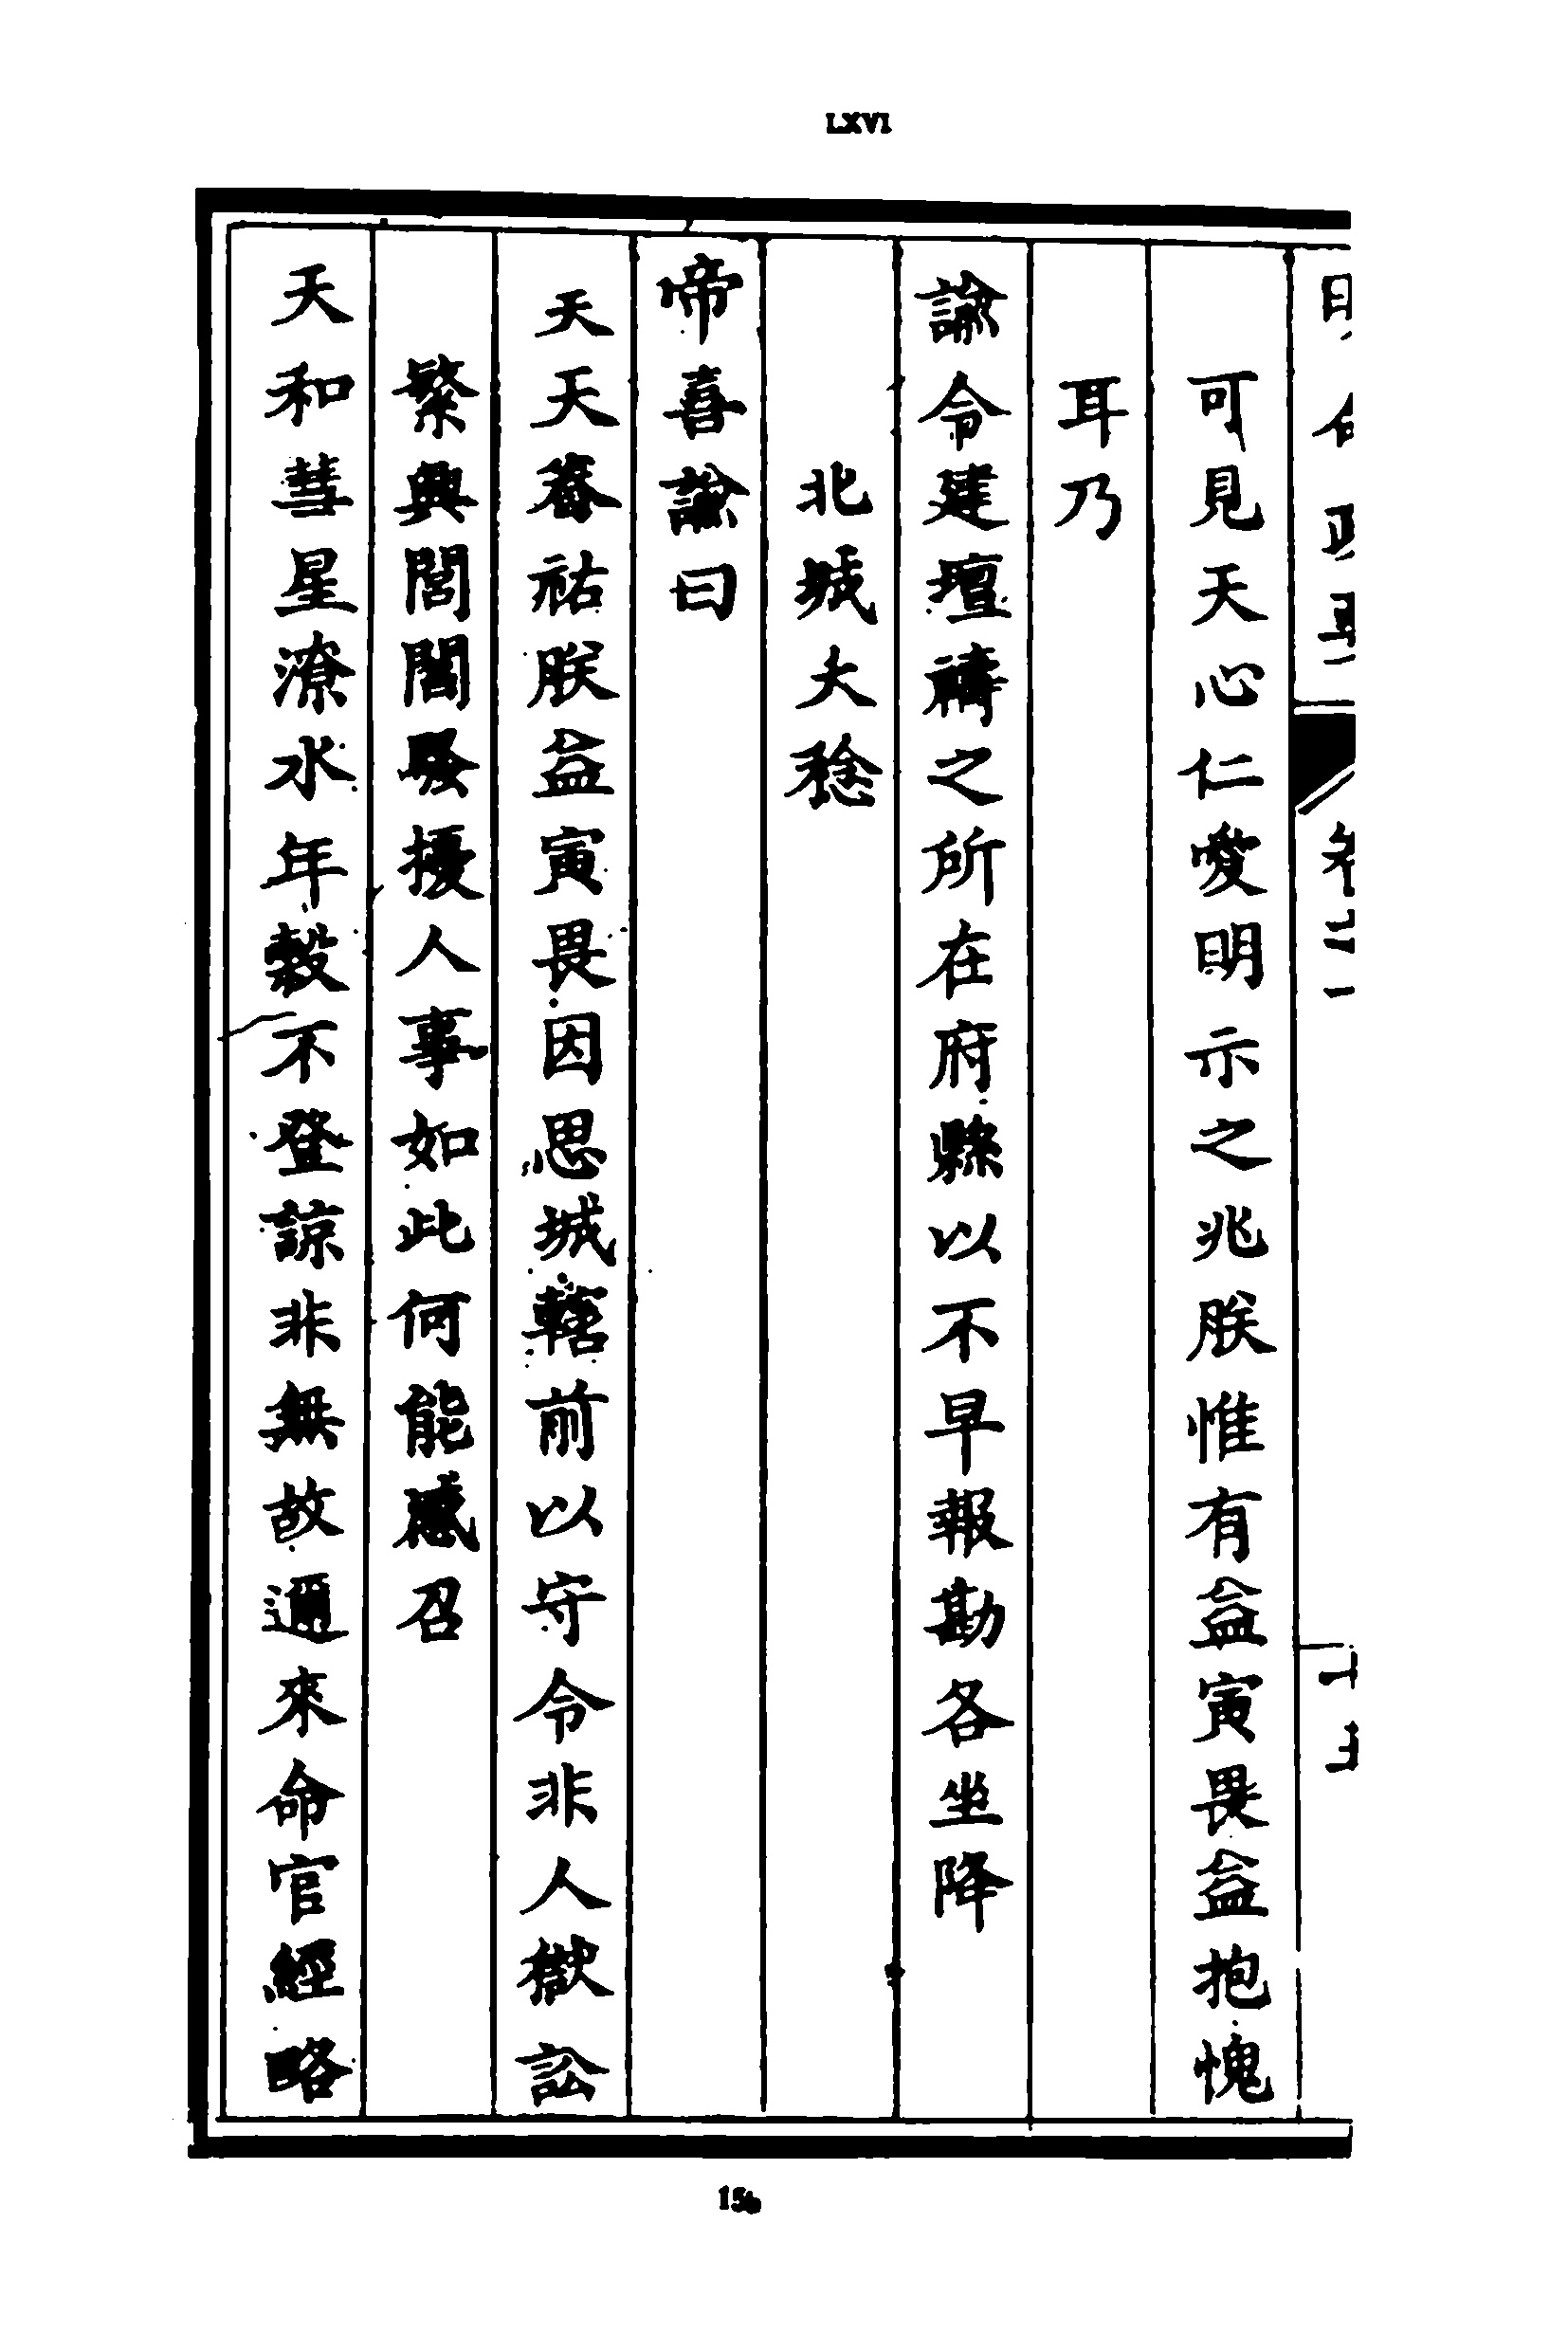 LXVI
可見天心仁愛明示之兆朕惟有益寅畏益抱愧
耳乃
諭令建壇禱之所在府縣以不早報勘各坐降
北城大稔
帝喜諭曰
天天眷祐朕益寅畏因思城轄前以守令非人獄訟
繁興閭閻騷擾人事如此何能感召
天和彗星潦水年穀不登諒非無故邇來命官經略
15b